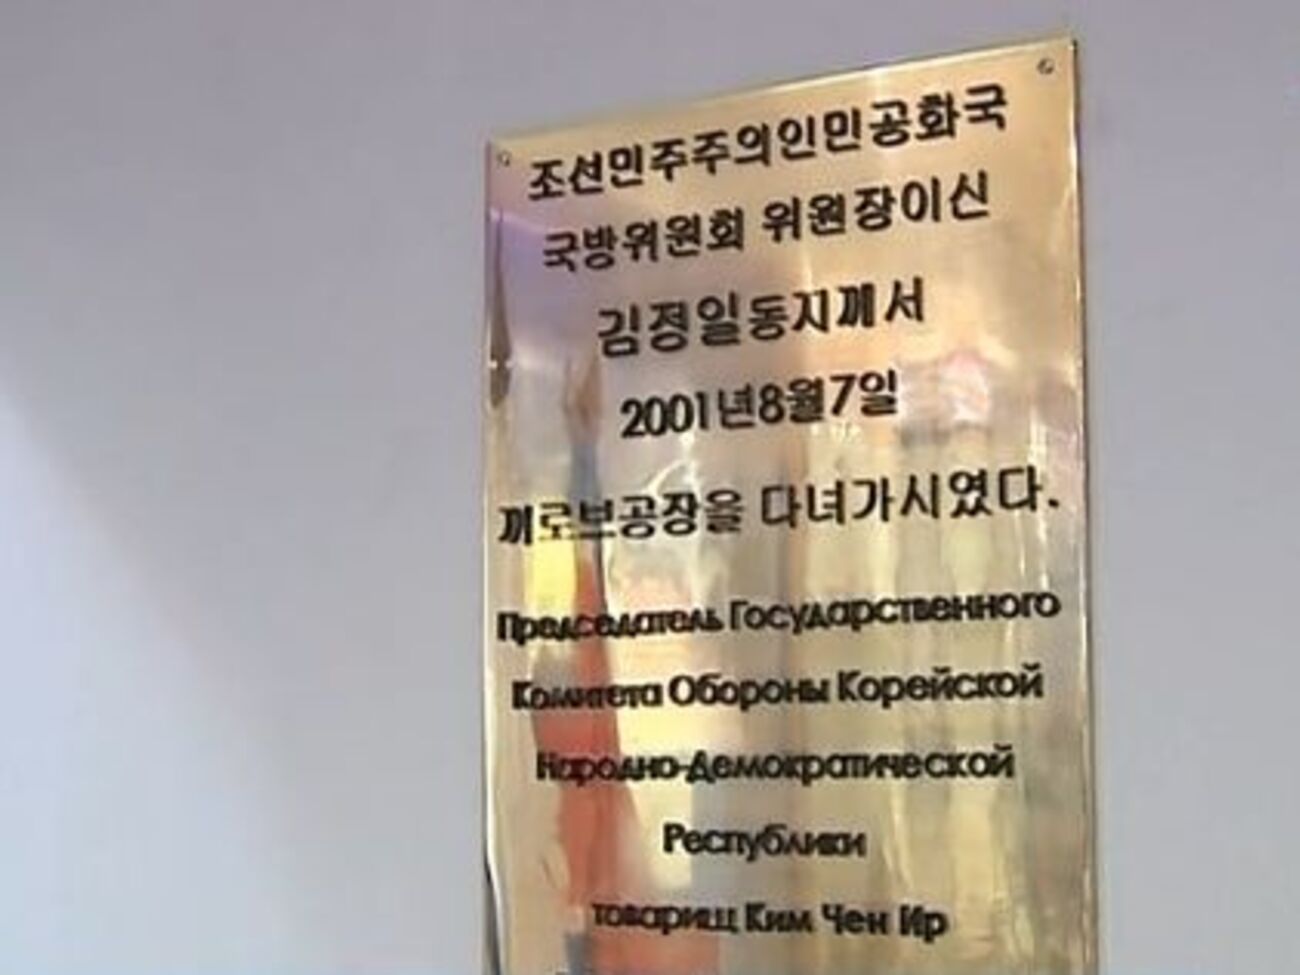 조선민주주의인민공화국
국방위원회 위원장이신
김정일동지께서
2001년8월7일
끼로브공장을 다녀가시였다.
Председатель Государственного
Комитета Обороны Корейской
Народно-Демократической
Республики
товарищ Ким Чен Ир